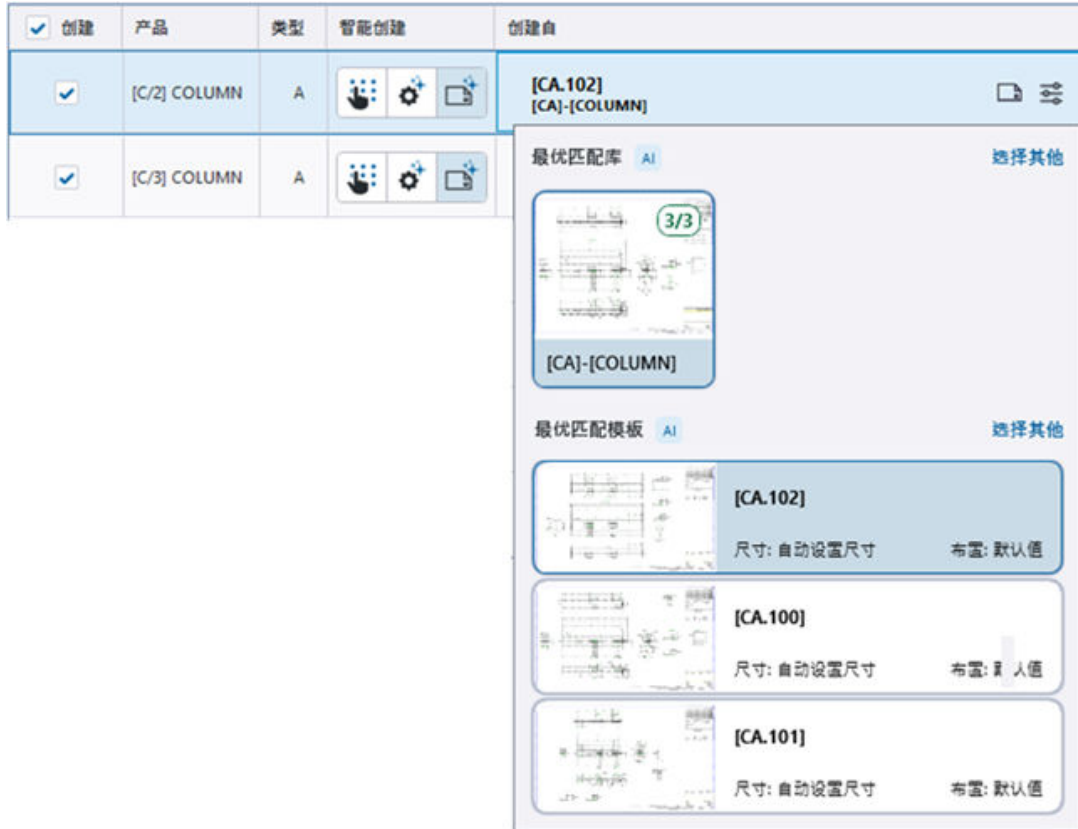 创建 产品 类型 智能创建 创建自
[C/2] COLUMN A [CA.102]
[CA]-[COLUMN]
最优匹配库 AI 选择其他
[C/3] COLUMN A
3/3
[CA]-[COLUMN]
最优匹配模板 AI 选择其他
[CA.102]
尺寸: 自动设置尺寸 布置: 默认值
[CA.100]
尺寸: 自动设置尺寸 布置: 认值
[CA.101]
尺寸: 自动设置尺寸 布置: 默认值